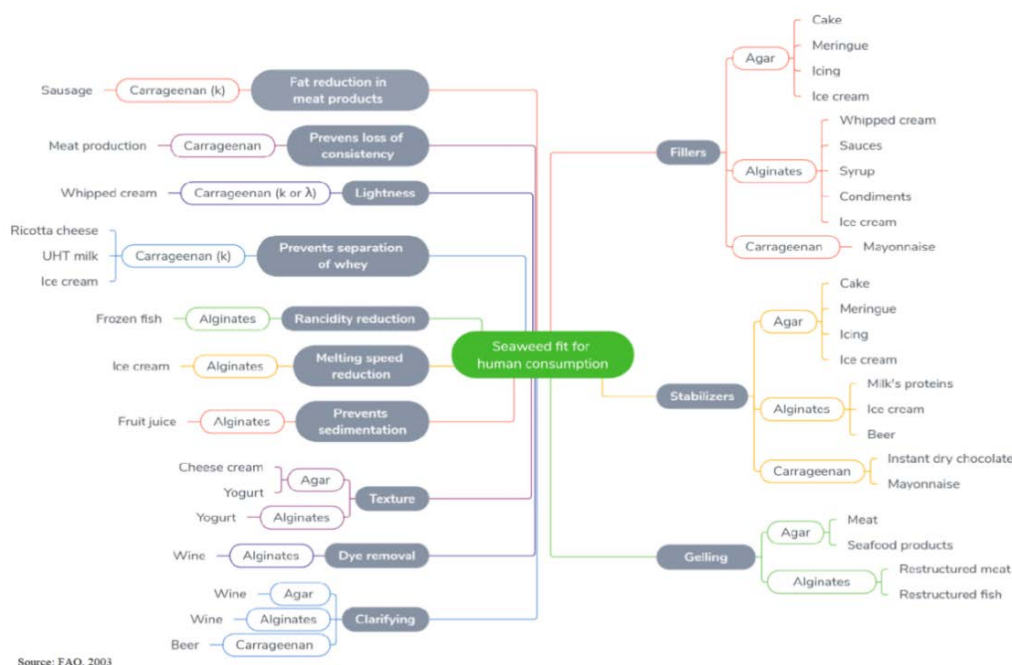 Seaweed fit for
human consumption
Fat reduction in
meat products
Carrageenan (k)
Sausage
Prevens loss of
consistency
Carrageenan
Meat production
Lightness
Carrageenan (k or λ)
Whipped cream
Prevents separation
of whey
Carrageenan (k)
Ricotta cheese
UHT milk
Ice cream
Rancidity reduction
Alginates
Frozen fish
Melting speed
reduction
Alginates
Ice cream
Prevents
sedimentation
Alginates
Fruit juice
Texture
Agar
Cheese cream
Yogurt
Alginates
Yogurt
Dye removal
Alginates
Wine
Clarifying
Agar
Wine
Alginates
Wine
Carrageenan
Beer
Fillers
Agar
Cake
Meringue
Icing
Ice cream
Alginates
Whipped cream
Sauces
Syrup
Condiments
Ice cream
Carrageenan
Mayonnaise
Stabilizers
Agar
Cake
Meringue
Icing
Ice cream
Alginates
Milk's proteins
Ice cream
Beer
Carrageenan
Instant dry chocolate
Mayonnaise
Gelling
Agar
Meat
Seafood products
Alginates
Restructured meat
Restructured fish
Source: FAO, 2003